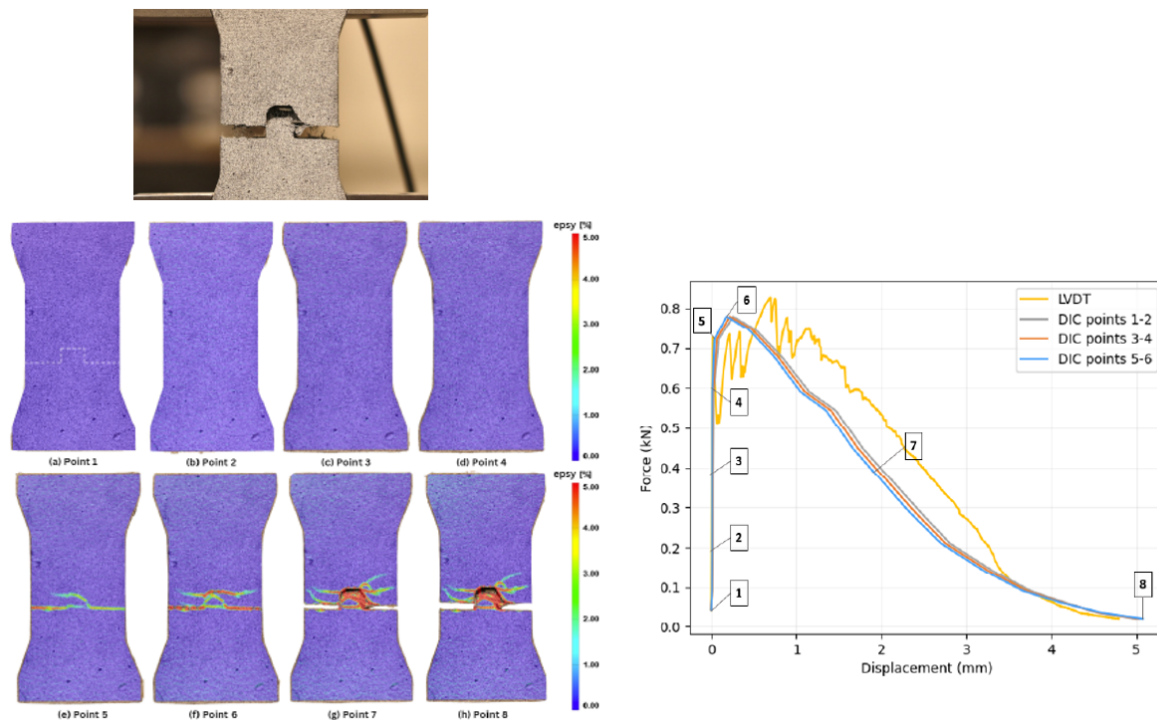 epsy [%]
5.00
4.00
3.00
2.00
1.00
0.00
(a) Point 1
(b) Point 2
(c) Point 3
(d) Point 4
epsy [%]
5.00
4.00
3.00
2.00
1.00
0.00
(e) Point 5
(f) Point 6
(g) Point 7
(h) Point 8
LVDT
DIC points 1-2
DIC points 3-4
DIC points 5-6
0.8
0.7
0.6
0.5
0.4
0.3
0.2
0.1
0.0
Force (kN)
5
6
4
3
2
1
7
8
0
1
2
3
4
5
Displacement (mm)